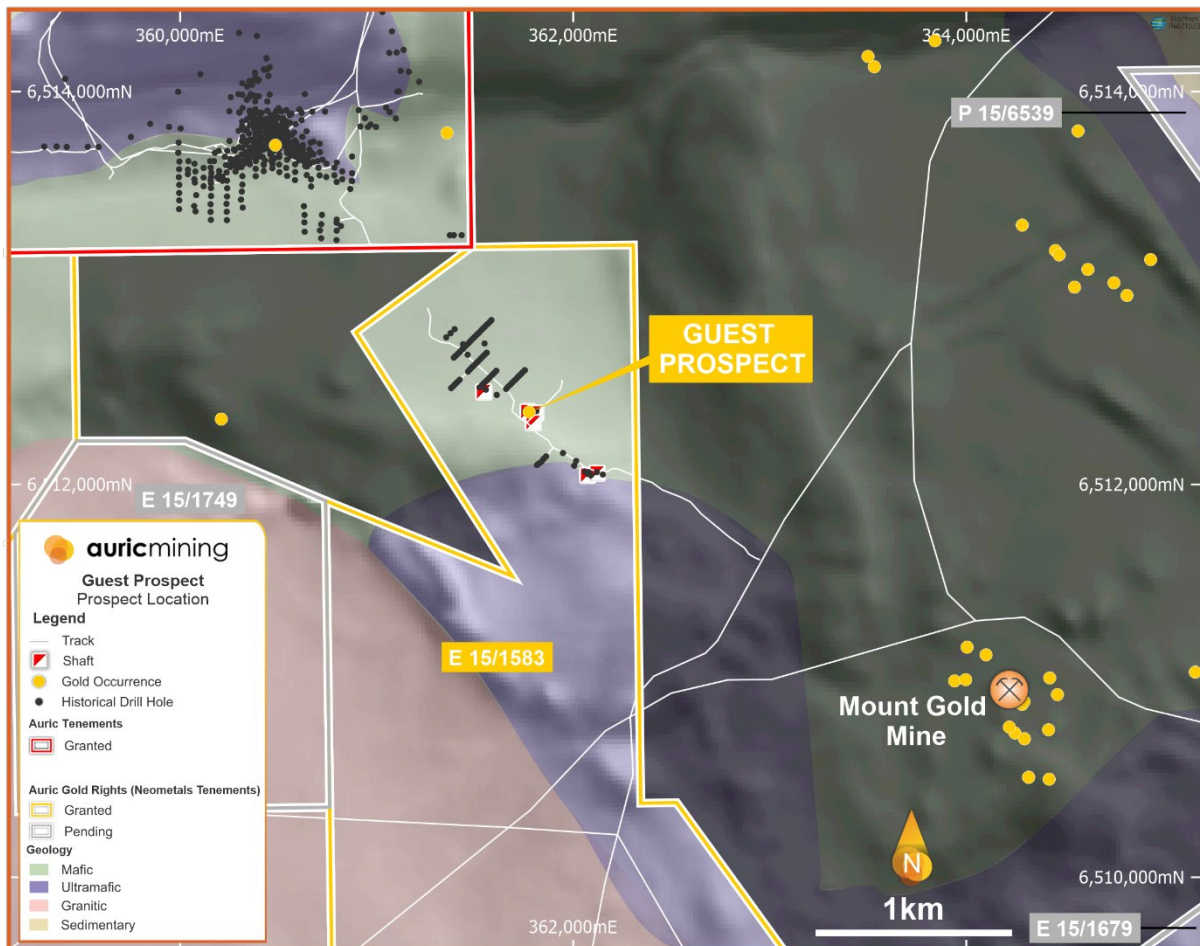 360,000mE
362,000mE
364,000mE
6,514,000mN
6,514,000mN
P 15/6539
GUEST
PROSPECT
6,512,000mN
6,512,000mN
E 15/1749
auricmining
Guest Prospect
Prospect Location
Legend
Track
Shaft
Gold Occurrence
Historical Drill Hole
Auric Tenements
Granted
Auric Gold Rights (Neometals Tenements)
Granted
Pending
Geology
Mafic
Ultramafic
Granitic
Sedimentary
E 15/1583
Mount Gold
Mine
N
1km
6,510,000mN
362,000mE
E 15/1679